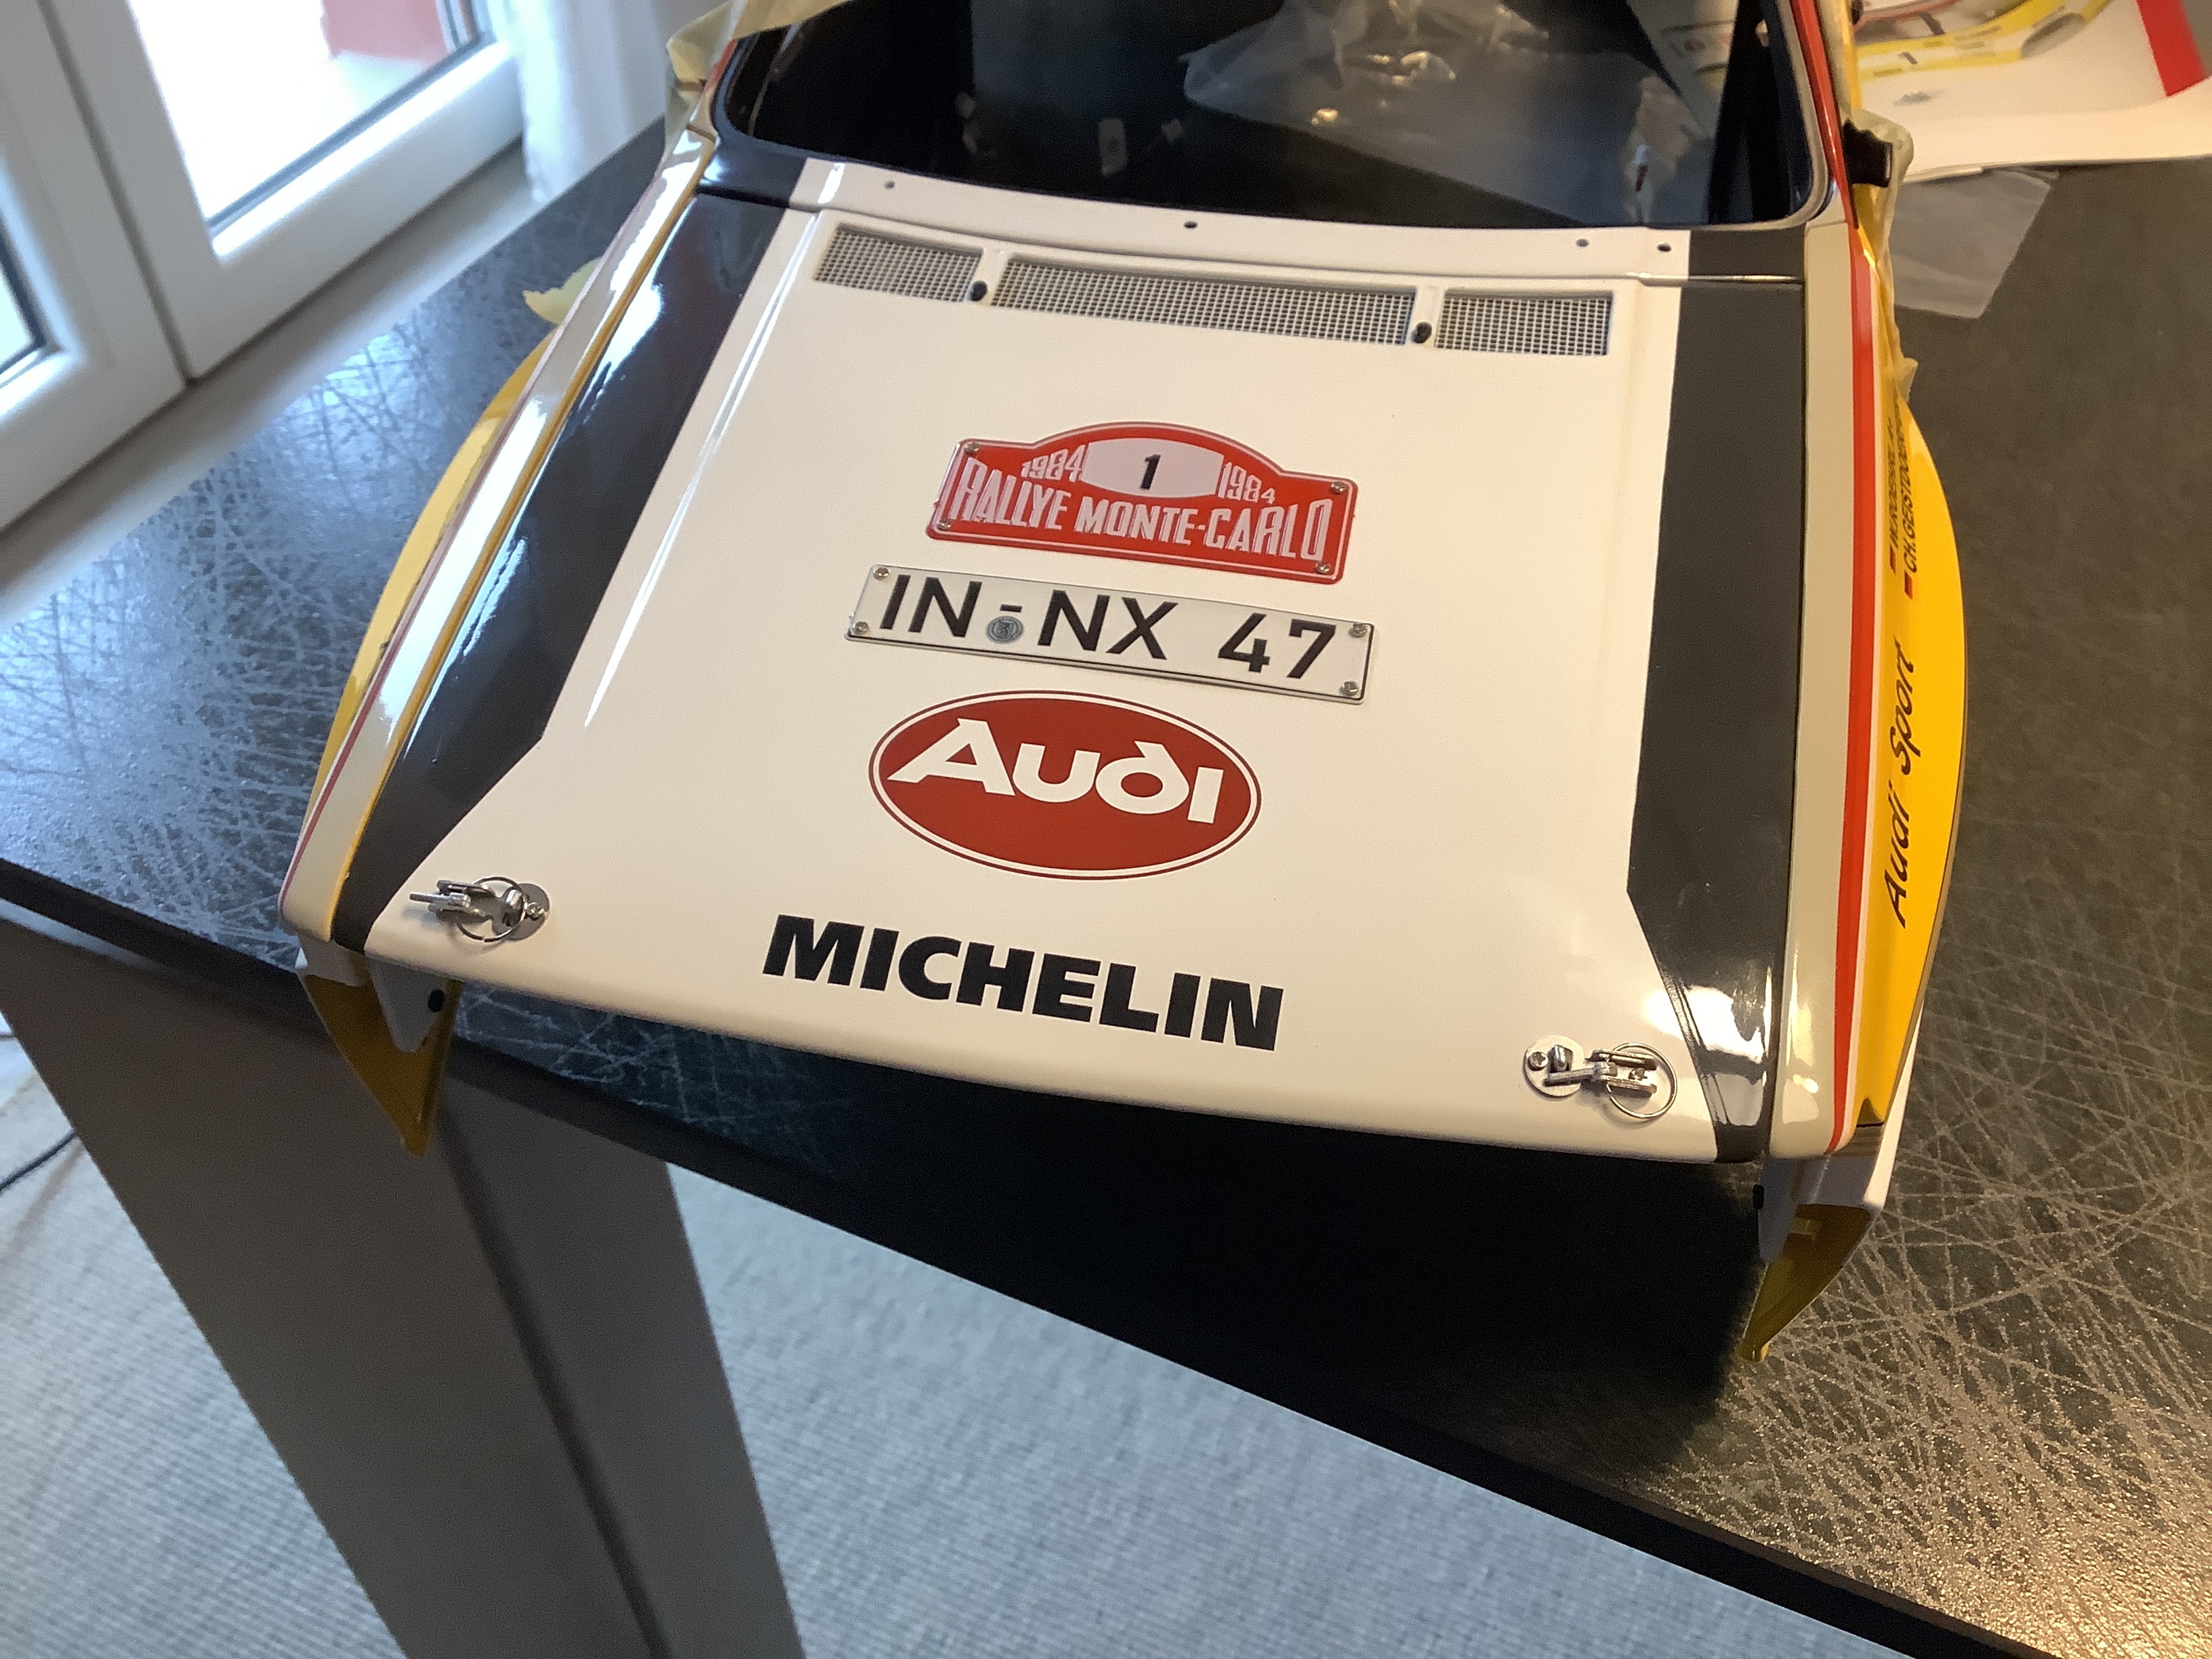 1984 1 1984
RALLYE MONTE-CARLO
IN-NX 47
Audi
MICHELIN
Audi Sport